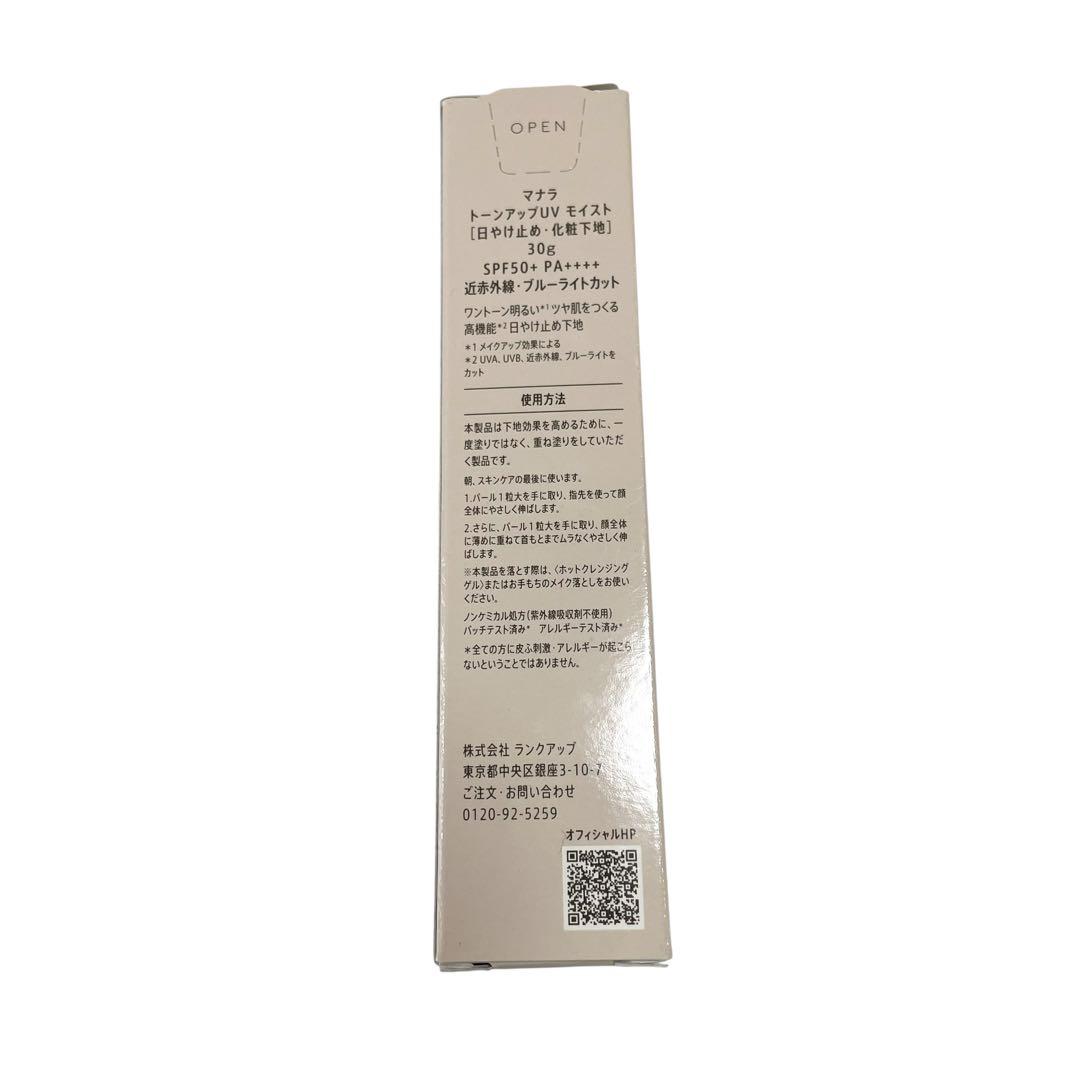 OPEN
マナラ
トーンアップUV モイスト
[日やけ止め・化粧下地]
30g
SPF50+ PA++++
近赤外線・ブルーライトカット
ワントーン明るい*1ツヤ肌をつくる
高機能*2日やけ止め下地
*1 メイクアップ効果による
*2 UVA、UVB、近赤外線、ブルーライトを
カット
使用方法
本製品は下地効果を高めるために、一
度塗りではなく、重ね塗りをしていただ
く製品です。
朝、スキンケアの最後に使います。
1.パール1粒大を手に取り、指先を使って顔
全体にやさしく伸ばします。
2.さらに、パール1粒大を手に取り、顔全体
に薄めに重ねて首もとまでムラなくやさしく伸
ばします。
※本製品を落とす際は、〈ホットクレンジング
ゲル〉またはお手もちのメイク落としをお使い
ください。
ノンケミカル処方(紫外線吸収剤不使用)
パッチテスト済み* アレルギーテスト済み*
*全ての方に皮ふ刺激・アレルギーが起こら
ないということではありません。
株式会社 ランクアップ
東京都中央区銀座3-10-7
ご注文・お問い合わせ
0120-92-5259
オフィシャルHP